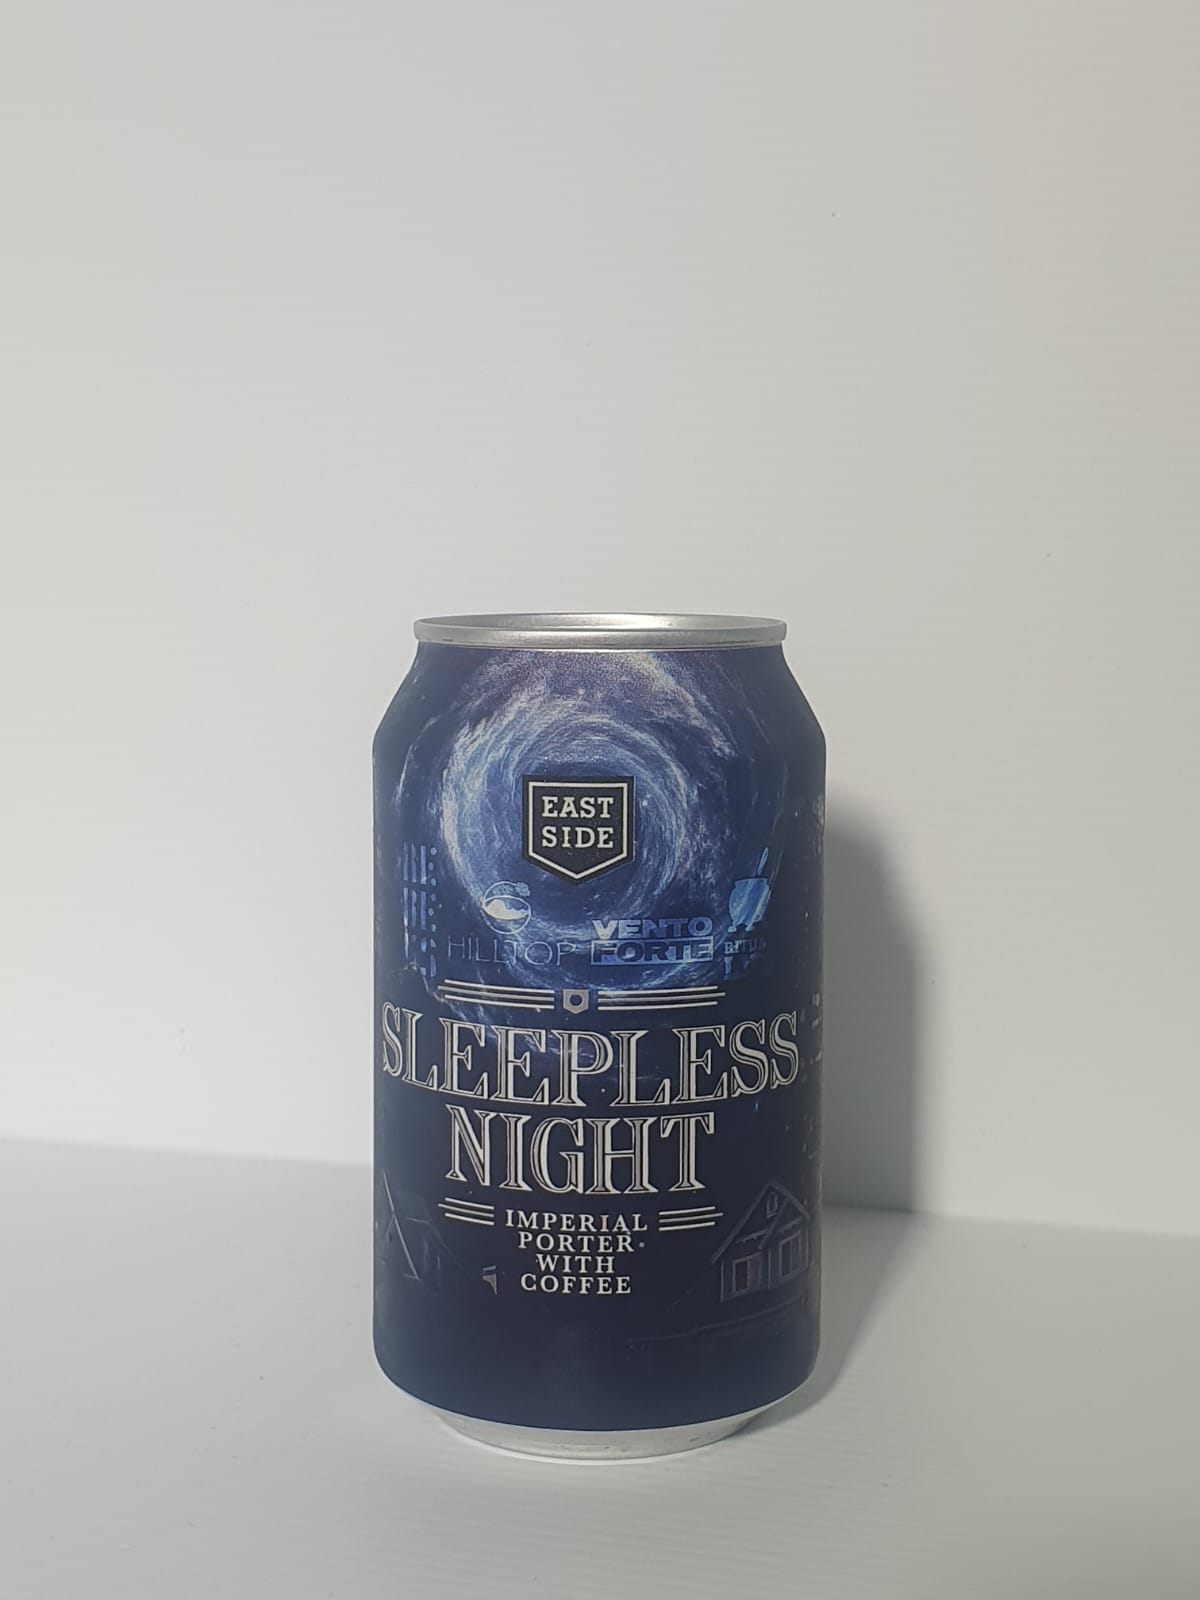 EAST
SIDE
HILLTOP
VENTO
FORTE
SLEEPLESS
NIGHT
IMPERIAL
PORTER
WITH
COFFEE